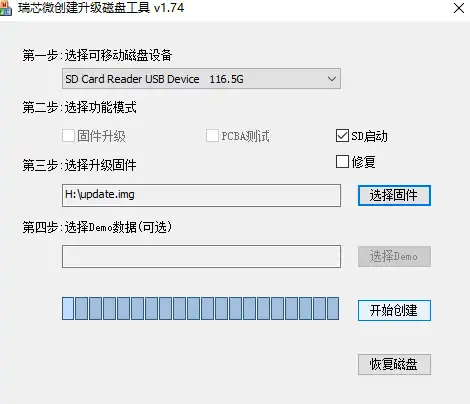 瑞芯微创建升级磁盘工具 v1.74
第一步:选择可移动磁盘设备
SD Card Reader USB Device 116.5G
第二步:选择功能模式
固件升级 PCBA测试 SD启动
第三步:选择升级固件 修复
H:\update.img 选择固件
第四步:选择Demo数据(可选)
选择Demo
开始创建
恢复磁盘